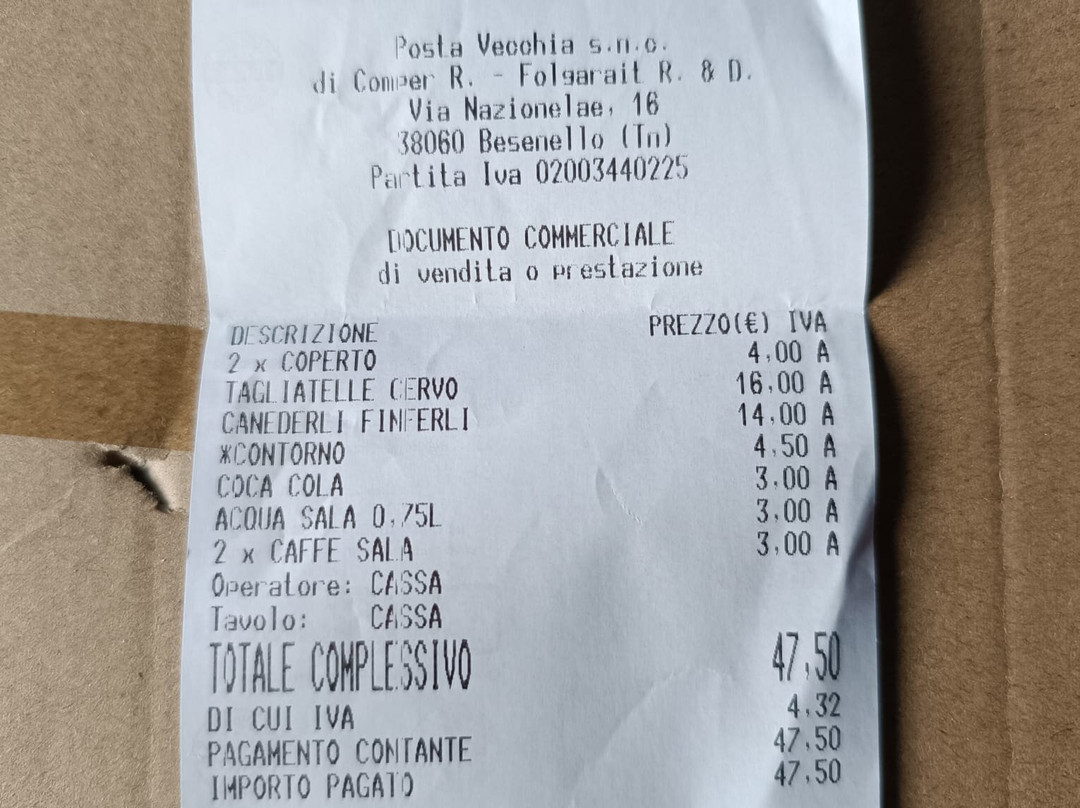 Posta Vecchia s.n.c.
di Comper R. - Folgarait R. & D.
Via Nazionelae, 16
38060 Besenello (Tn)
Partita Iva 02003440225
DOCUMENTO COMMERCIALE
di vendita o prestazione
DESCRIZIONE PREZZO(€) IVA
2 x COPERTO 4,00 A
TAGLIATELLE CERVO 16,00 A
CANEDERLI FINFERLI 14,00 A
*CONTORNO 4,50 A
COCA COLA 3,00 A
ACQUA SALA 0,75L 3,00 A
2 x CAFFE SALA 3,00 A
Operatore: CASSA
Tavolo: CASSA
TOTALE COMPLESSIVO 47,50
DI CUI IVA 4,32
PAGAMENTO CONTANTE 47,50
IMPORTO PAGATO 47,50